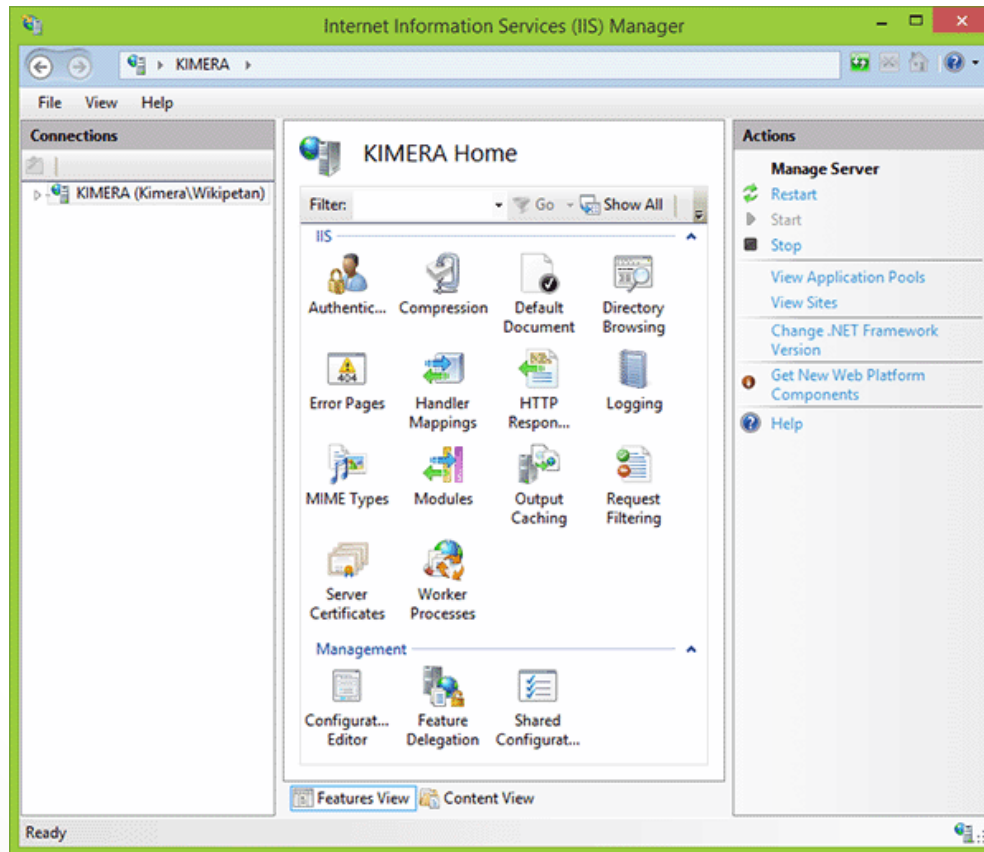 Internet Information Services (IIS) Manager
KIMERA
File View Help
Connections
KIMERA (Kimera\Wikipetan)
KIMERA Home
Filter: Go Show All
IIS
Authentic... Compression Default Document Directory Browsing
Error Pages Handler Mappings HTTP Respon... Logging
404
MIME Types Modules Output Caching Request Filtering
Server Certificates Worker Processes
Management
Configurat... Editor Feature Delegation Shared Configurat...
Features View Content View
Actions
Manage Server
Restart
Start
Stop
View Application Pools
View Sites
Change .NET Framework
Version
Get New Web Platform
Components
Help
Ready